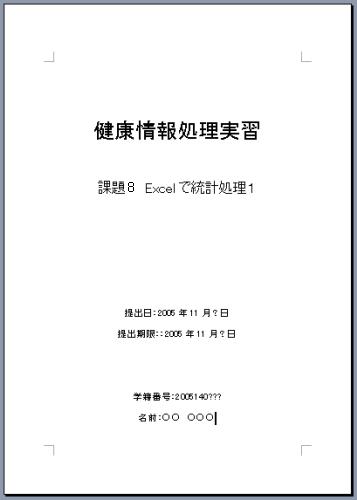 健康情報処理実習
課題8 Excelで統計処理1
提出日:2005年11月?日
提出期限::2005年11月?日
学籍番号:2005140???
名前:○○ ○○○